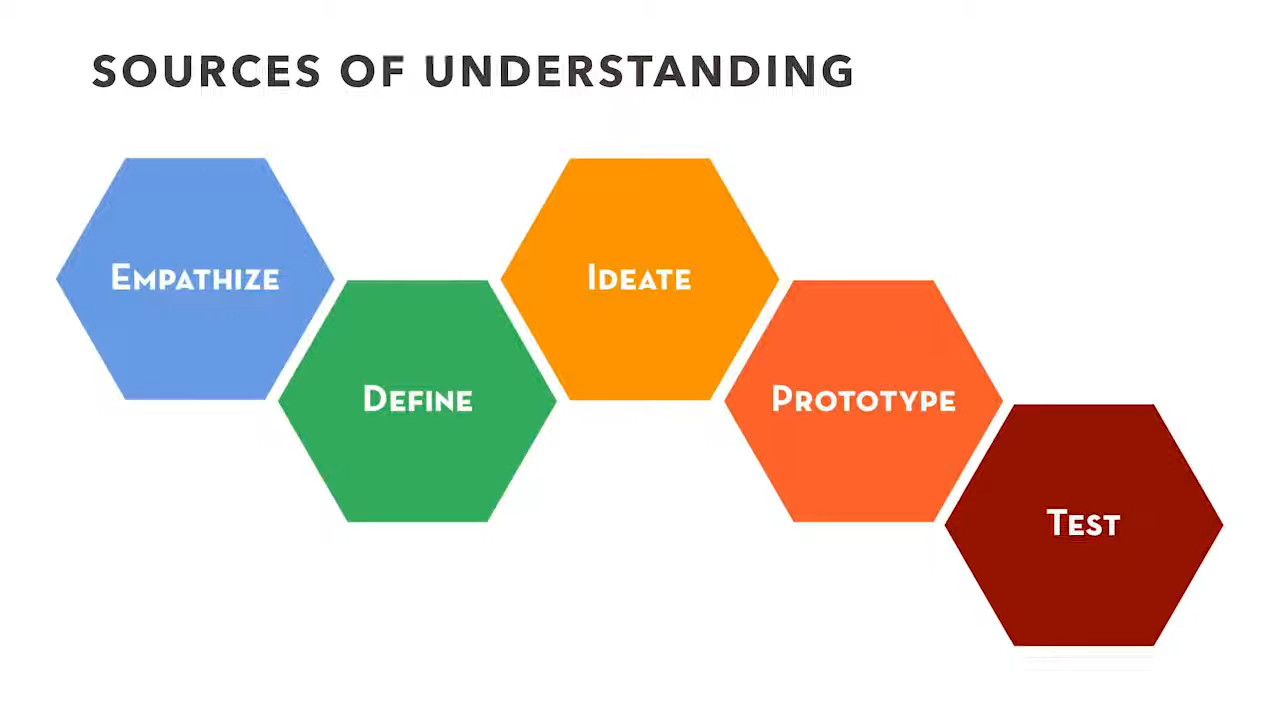 SOURCES OF UNDERSTANDING
EMPATHIZE
DEFINE
IDEATE
PROTOTYPE
TEST